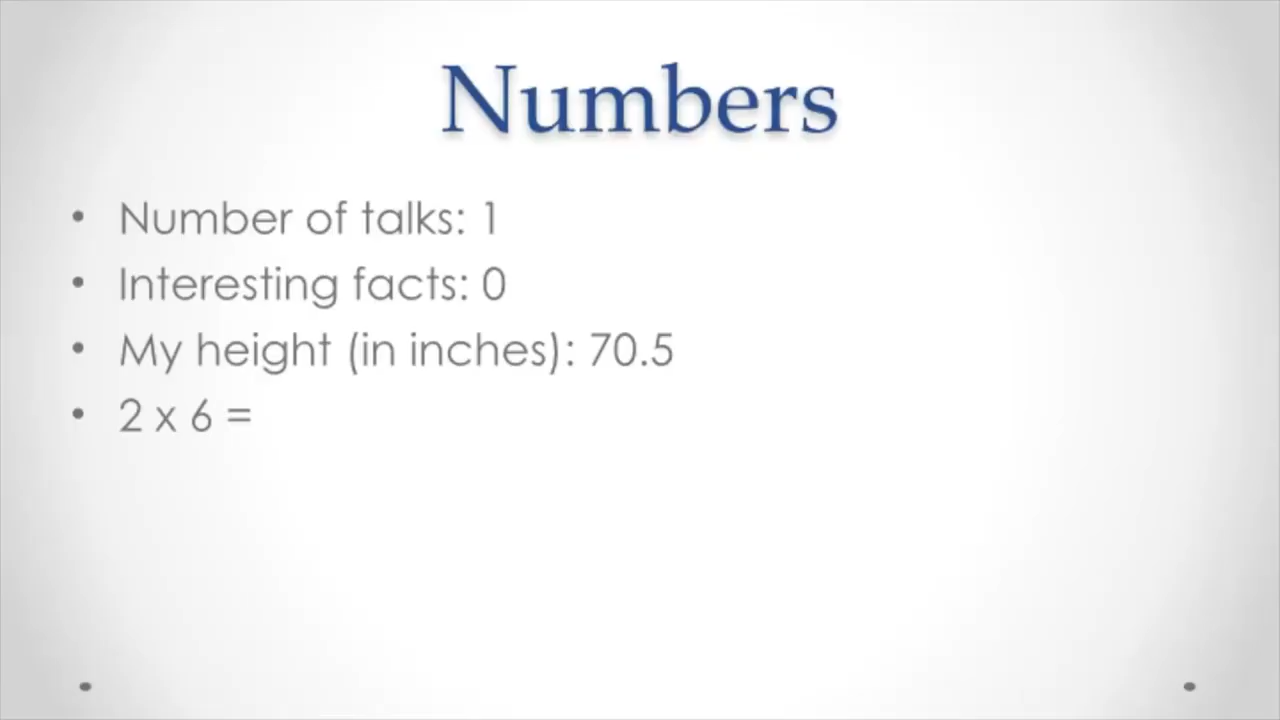 Numbers
• Number of talks: 1
• Interesting facts: 0
• My height (in inches): 70.5
• 2 x 6 =